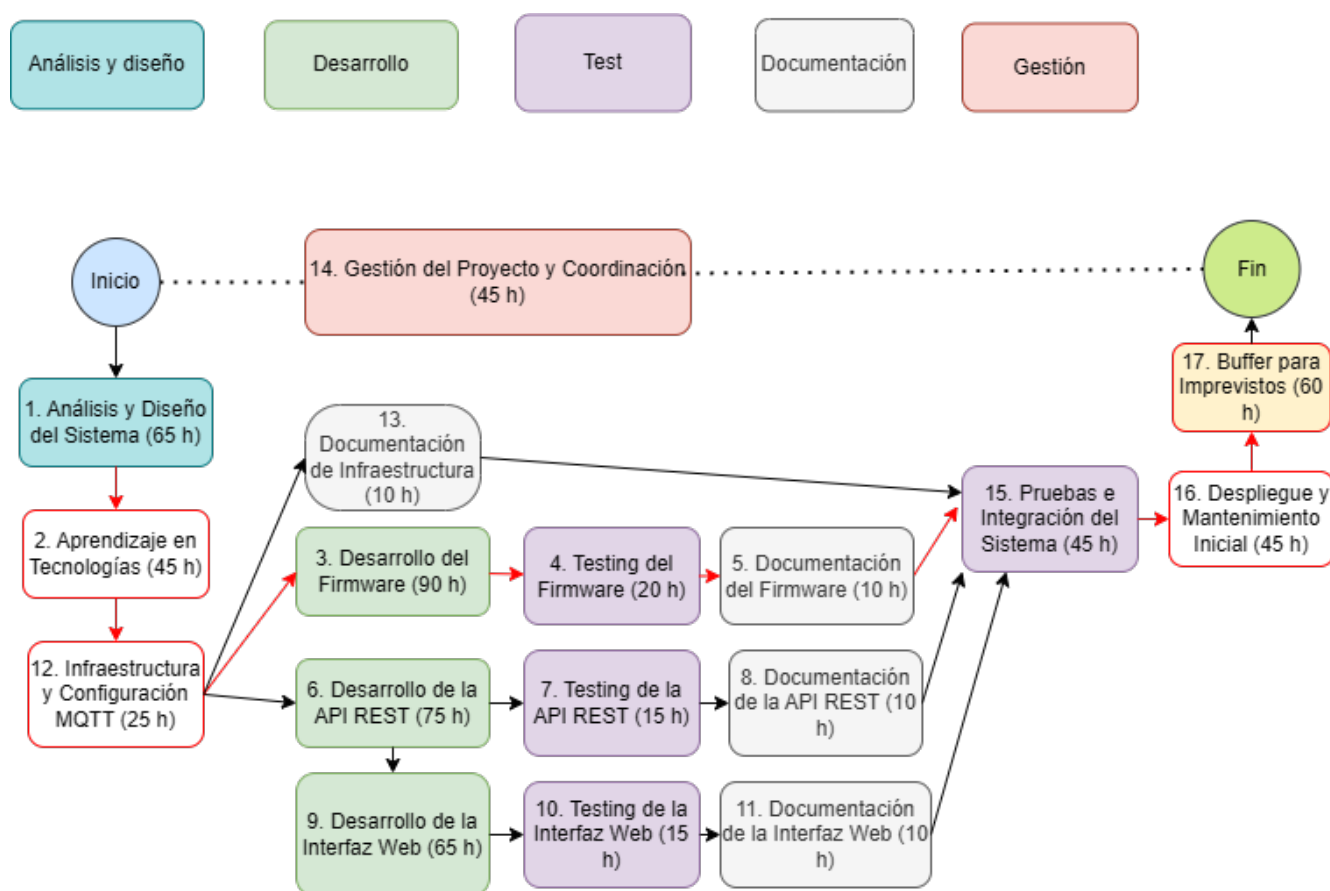 Análisis y diseño
Desarrollo
Test
Documentación
Gestión
Inicio
14. Gestión del Proyecto y Coordinación
(45 h)
Fin
1. Análisis y Diseño
del Sistema (65 h)
2. Aprendizaje en
Tecnologías (45 h)
12. Infraestructura
y Configuración
MQTT (25 h)
13.
Documentación
de Infraestructura
(10 h)
3. Desarrollo del
Firmware (90 h)
4. Testing del
Firmware (20 h)
5. Documentación
del Firmware (10 h)
6. Desarrollo de la
API REST (75 h)
7. Testing de la
API REST (15 h)
8. Documentación
de la API REST (10
h)
9. Desarrollo de la
Interfaz Web (65 h)
10. Testing de la
Interfaz Web (15
h)
11. Documentación
de la Interfaz Web (10
h)
15. Pruebas e
Integración del
Sistema (45 h)
16. Despliegue y
Mantenimiento
Inicial (45 h)
17. Buffer para
Imprevistos (60
h)